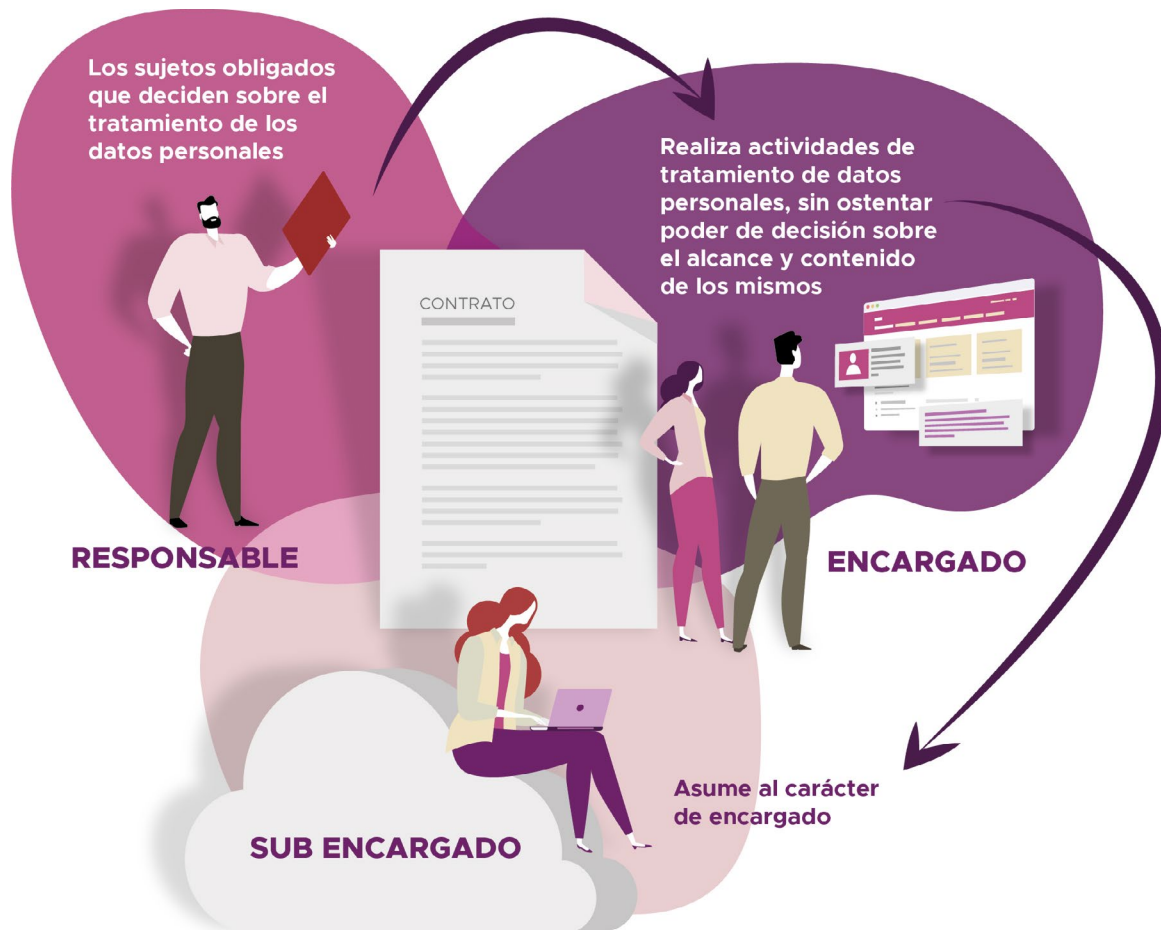 Los sujetos obligados
que deciden sobre el
tratamiento de los
datos personales
RESPONSABLE
CONTRATO
Realiza actividades de
tratamiento de datos
personales, sin ostentar
poder de decisión sobre
el alcance y contenido
de los mismos
ENCARGADO
Asume al carácter
de encargado
SUB ENCARGADO